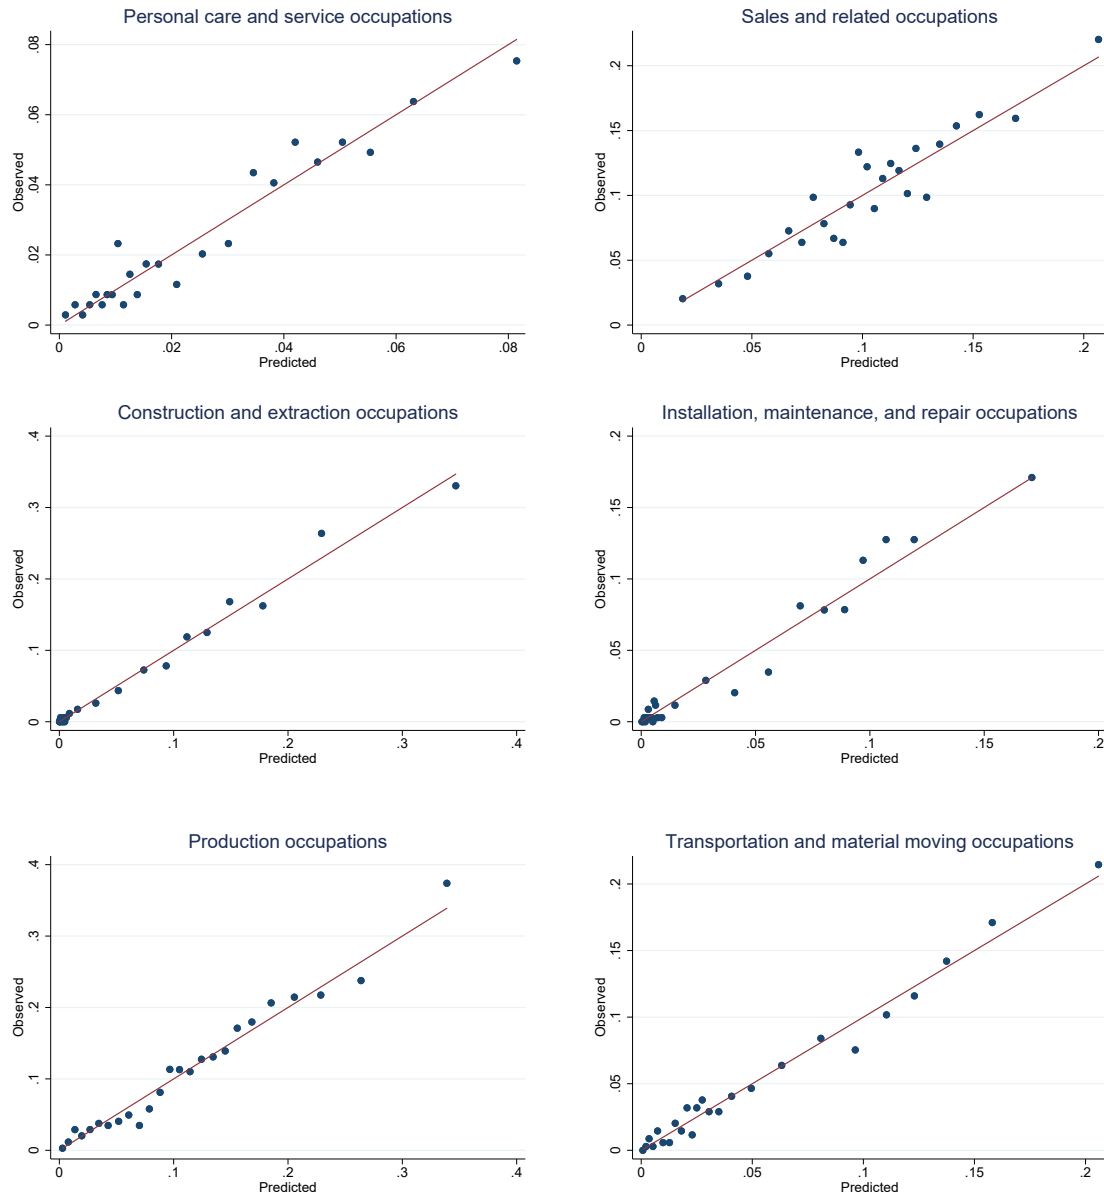 Personal care and service occupations
Observed
.08
.06
.04
.02
0
0 .02 .04 .06 .08
Predicted
Sales and related occupations
Observed
.2
.15
.1
.05
0
0 .05 .1 .15 .2
Predicted
Construction and extraction occupations
Observed
.4
.3
.2
.1
0
0 .1 .2 .3 .4
Predicted
Installation, maintenance, and repair occupations
Observed
.2
.15
.1
.05
0
0 .05 .1 .15 .2
Predicted
Production occupations
Observed
.4
.3
.2
.1
0
0 .1 .2 .3 .4
Predicted
Transportation and material moving occupations
Observed
.2
.15
.1
.05
0
0 .05 .1 .15 .2
Predicted